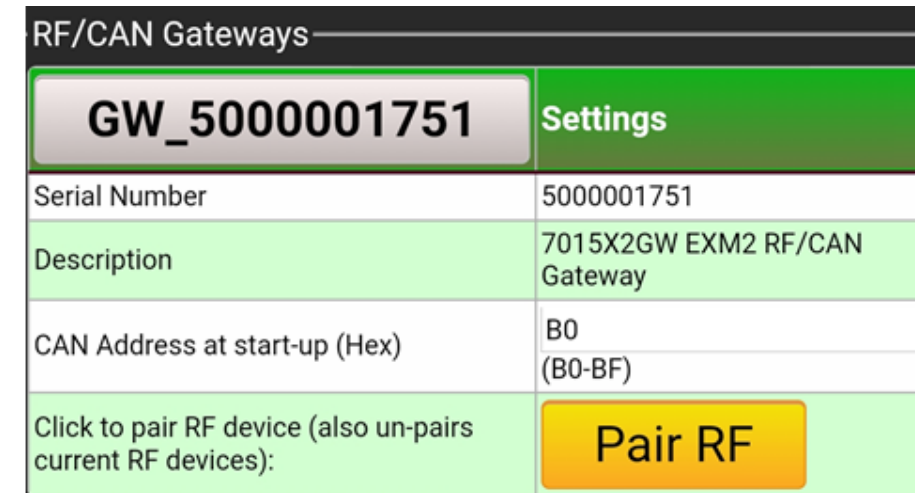 RF/CAN Gateways
GW_5000001751
Settings
Serial Number
5000001751
Description
7015X2GW EXM2 RF/CAN
Gateway
CAN Address at start-up (Hex)
B0
(B0-BF)
Click to pair RF device (also un-pairs
current RF devices):
Pair RF